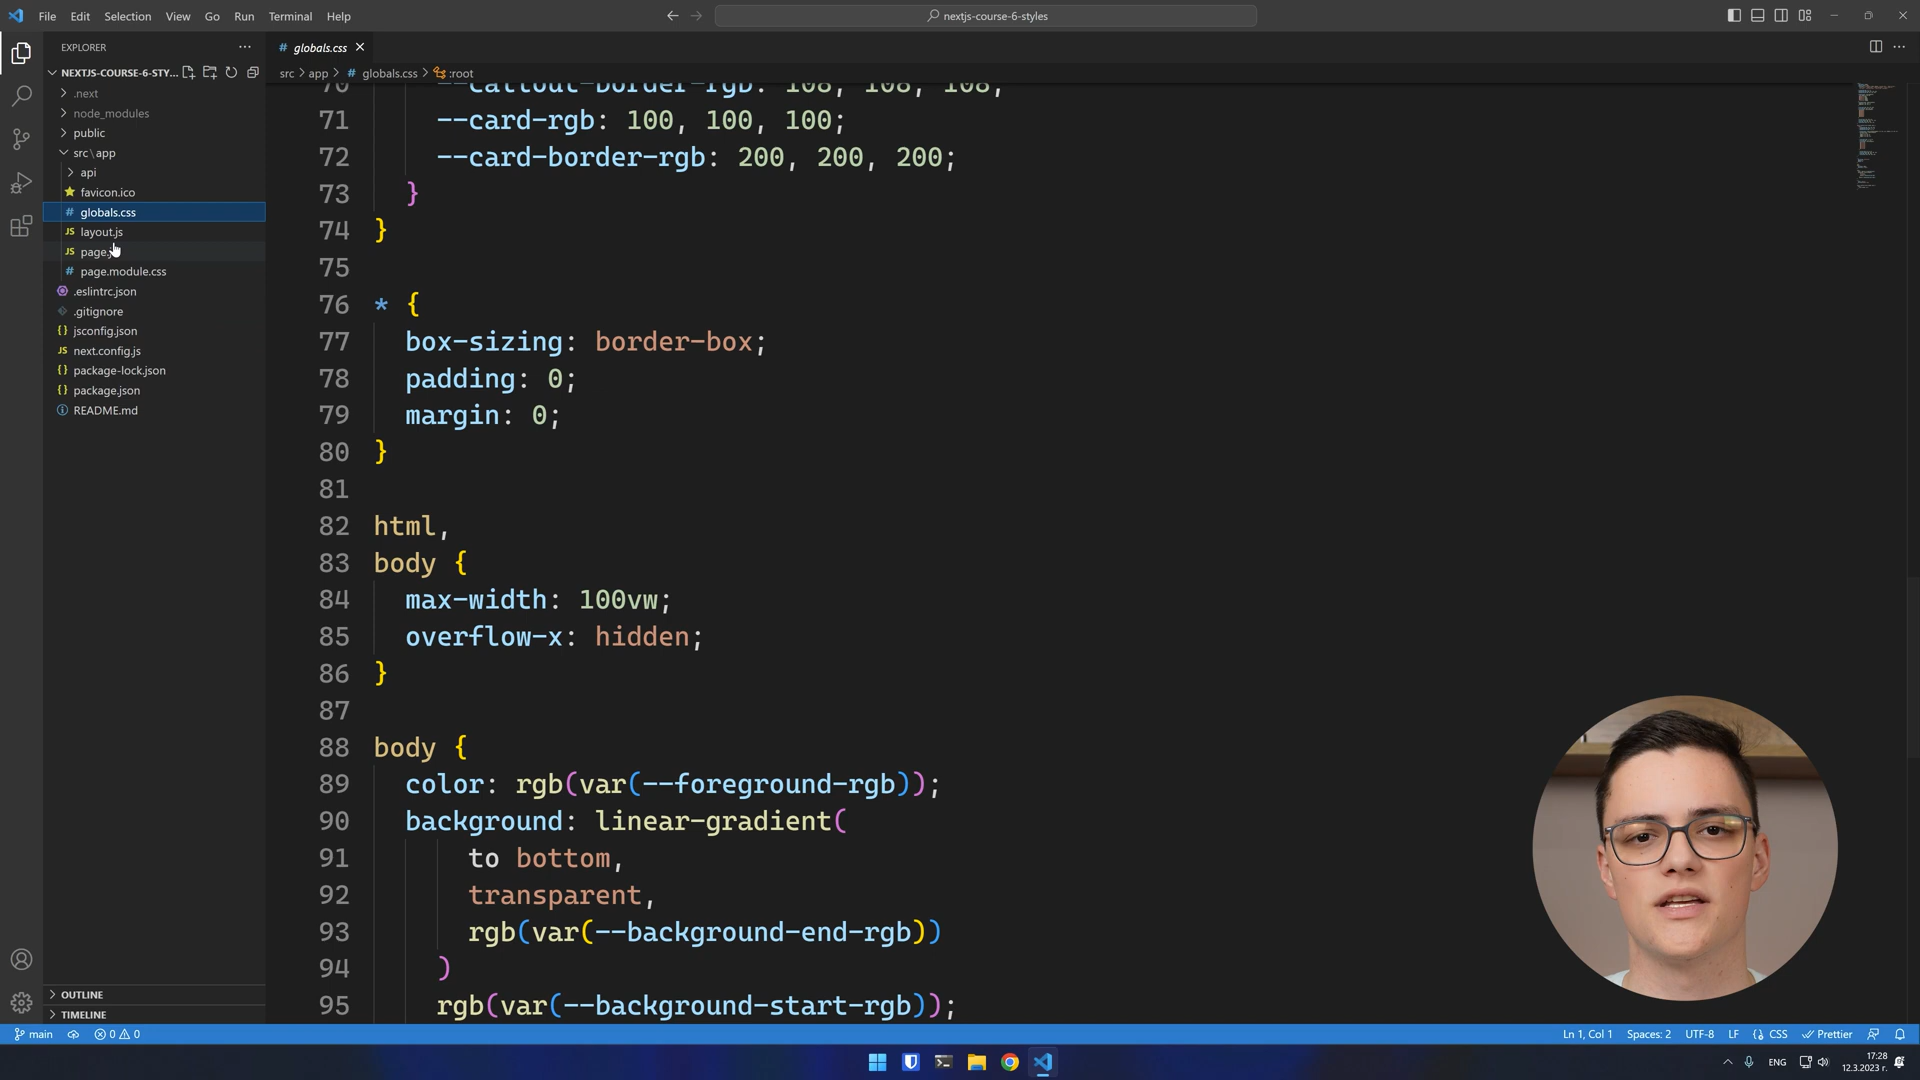 File Edit Selection View Go Run Terminal Help
nextjs-course-6-styles
EXPLORER
NEXTJS-COURSE-6-STY...
.next
node_modules
public
src\app
api
favicon.ico
# globals.css
JS layout.js
JS page.j
# page.module.css
.eslintrc.json
.gitignore
{} jsconfig.json
JS next.config.js
{} package-lock.json
{} package.json
README.md
OUTLINE
TIMELINE
# globals.css
src > app > # globals.css > :root
70 --callout-border-rgb: 108, 108, 108;
71 --card-rgb: 100, 100, 100;
72 --card-border-rgb: 200, 200, 200;
73 }
74 }
75
76 * {
77 box-sizing: border-box;
78 padding: 0;
79 margin: 0;
80 }
81
82 html,
83 body {
84 max-width: 100vw;
85 overflow-x: hidden;
86 }
87
88 body {
89 color: rgb(var(--foreground-rgb));
90 background: linear-gradient(
91 to bottom,
92 transparent,
93 rgb(var(--background-end-rgb))
94 )
95 rgb(var(--background-start-rgb));
main 0 0
Ln 1, Col 1 Spaces: 2 UTF-8 LF {} CSS Prettier
ENG
17:28
12.3.2023 г.